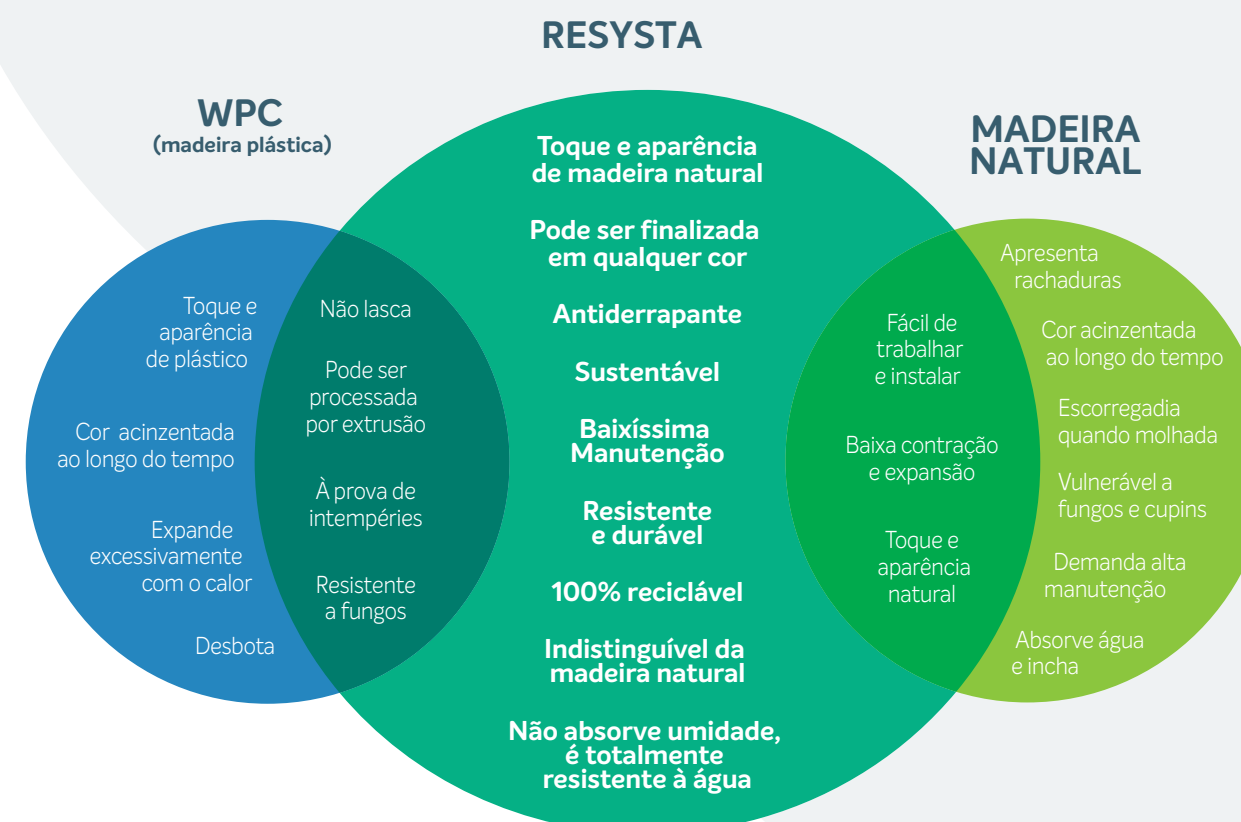 RESYSTA
WPC
(madeira plástica)
MADEIRA
NATURAL
Toque e
aparência
de plástico
Cor acinzentada
ao longo do tempo
Expande
excessivamente
com o calor
Desbota
Não lasca
Pode ser
processada
por extrusão
À prova de
intempéries
Resistente
a fungos
Toque e aparência
de madeira natural
Pode ser finalizada
em qualquer cor
Antiderrapante
Sustentável
Baixíssima
Manutenção
Resistente
e durável
100% reciclável
Indistinguível da
madeira natural
Não absorve umidade,
é totalmente
resistente à água
Fácil de
trabalhar
e instalar
Baixa contração
e expansão
Toque e
aparência
natural
Apresenta
rachaduras
Cor acinzentada
ao longo do tempo
Escorregadia
quando molhada
Vulnerável a
fungos e cupins
Demanda alta
manutenção
Absorve água
e incha